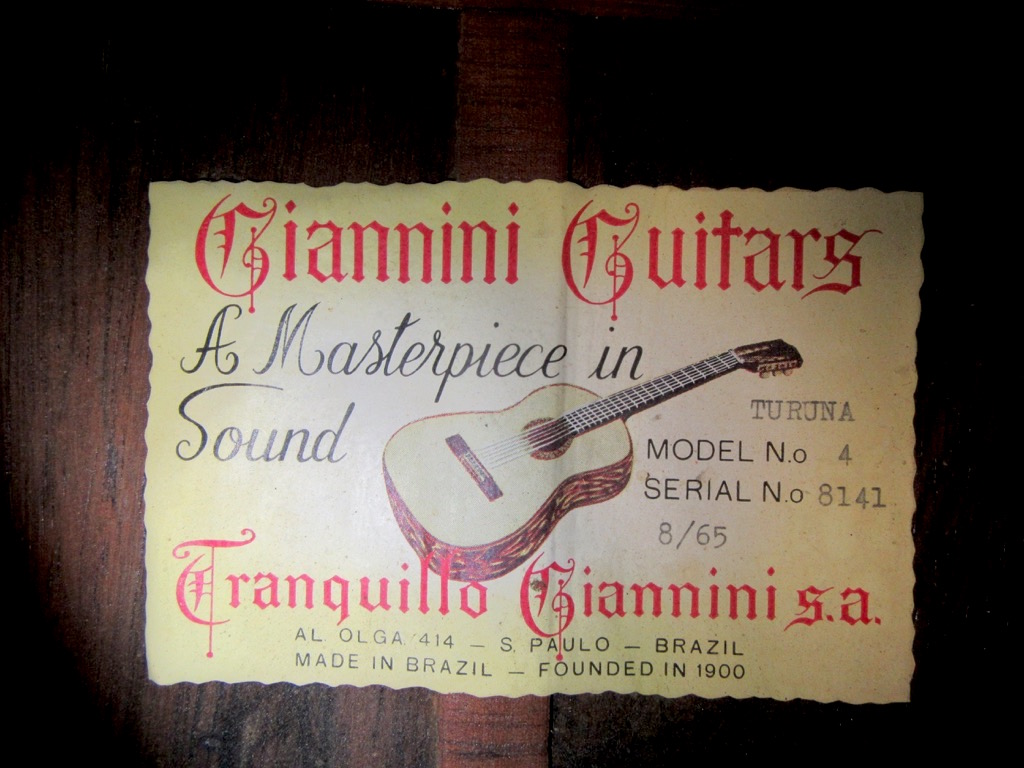 Giannini Guitars
A Masterpiece in
Sound
TURUNA
MODEL N.o 4
SERIAL N.o 8141
8/65
Tranquillo Giannini s.a.
AL. OLGA 414 — S. PAULO — BRAZIL
MADE IN BRAZIL — FOUNDED IN 1900